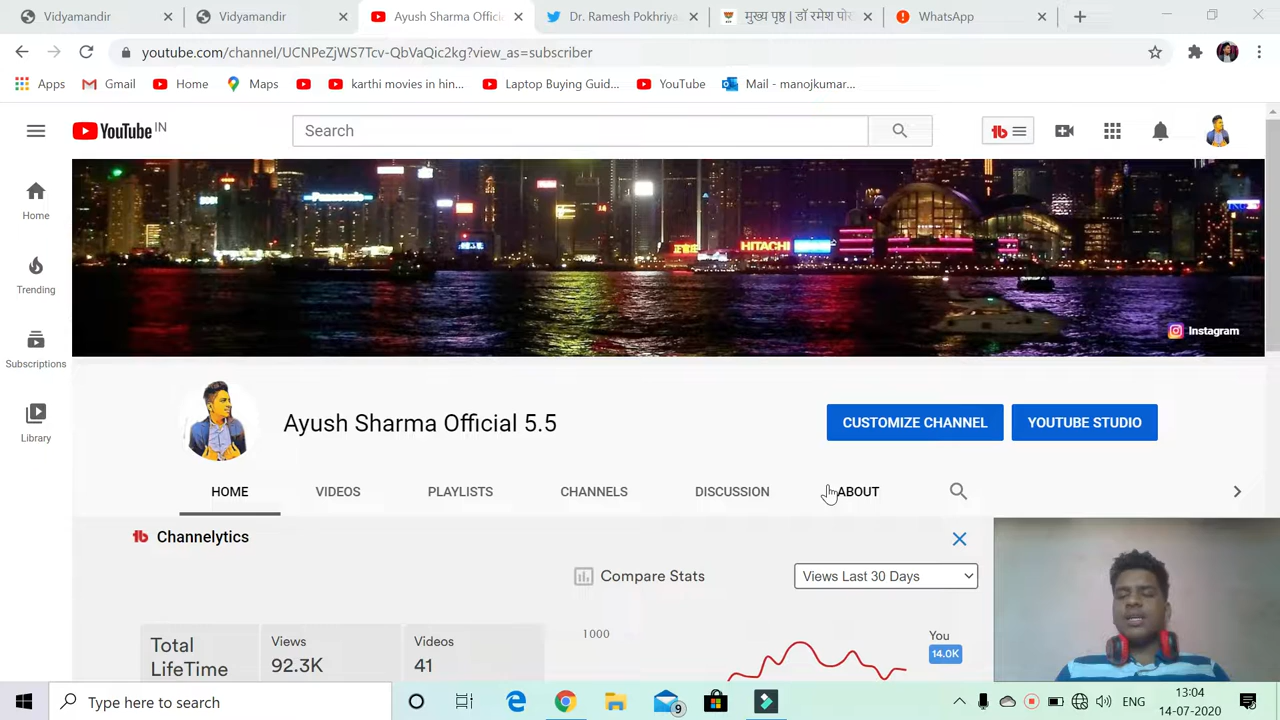 Vidyamandir
Vidyamandir
Ayush Sharma Offici
Dr. Ramesh Pokhriya
मुख्य पृष्ठ | डॉ रमेश पोख
WhatsApp
youtube.com/channel/UCNPeZjWS7Tcv-QbVaQic2kg?view_as=subscriber
Apps
Gmail
Home
Maps
karthi movies in hin...
Laptop Buying Guid...
YouTube
Mail - manojkumar...
YouTube IN
Search
Home
Trending
Subscriptions
Library
HITACHI
Instagram
Ayush Sharma Official 5.5
CUSTOMIZE CHANNEL
YOUTUBE STUDIO
HOME
VIDEOS
PLAYLISTS
CHANNELS
DISCUSSION
ABOUT
tb Channelytics
Compare Stats
Views Last 30 Days
Total
LifeTime
Views
92.3K
Videos
41
1000
You
14.0K
Type here to search
9
ENG
13:04
14-07-2020